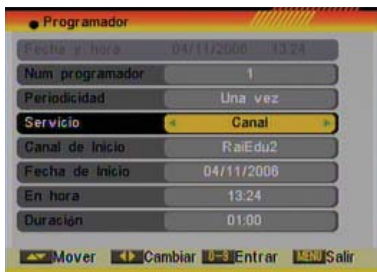 Programador
Fecha y hora 04/11/2006 13:24
Num programador 1
Periodicidad Una vez
Servicio Canal
Canal de Inicio RaiEdu2
Fecha de Inicio 04/11/2006
En hora 13:24
Duración 01:00
Mover Cambiar 0-9 Entrar MENU Salir